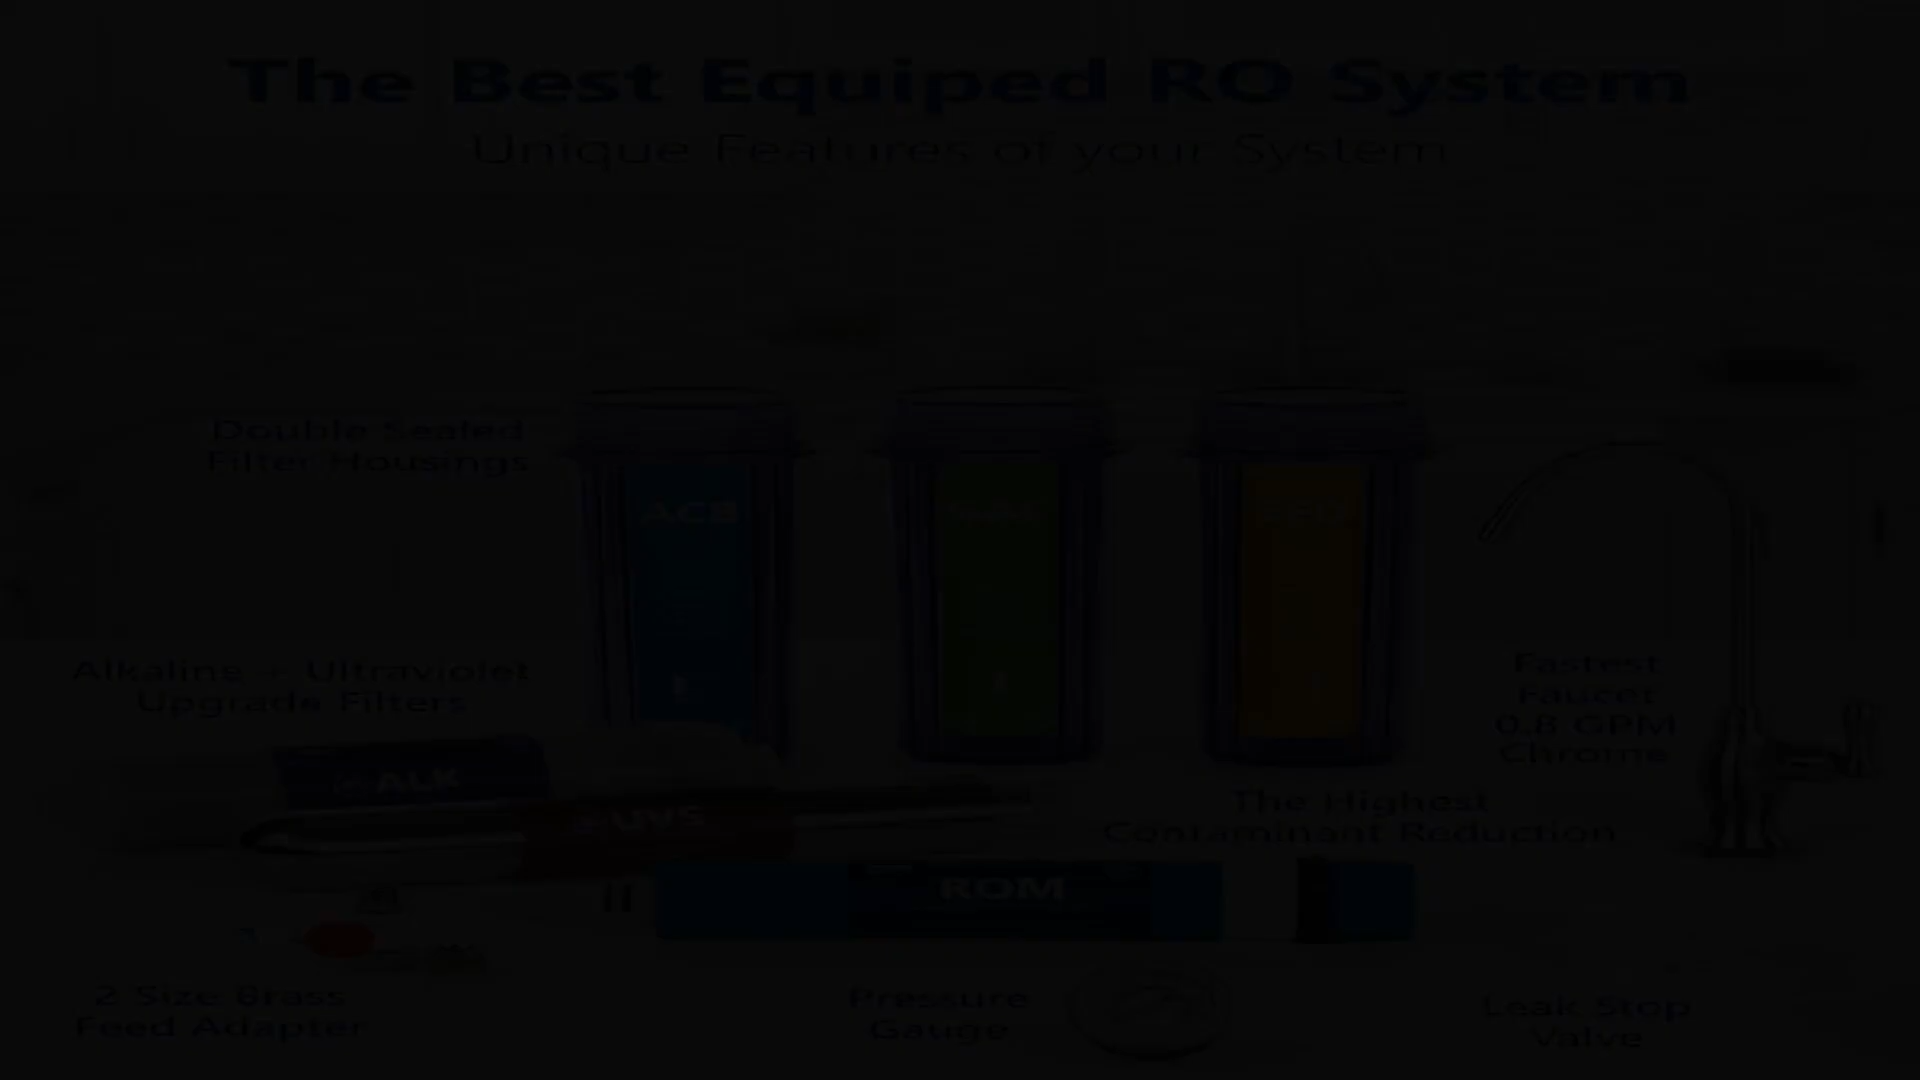 The Best Equiped RO System
Unique Features of your System
Double Sealed
Filter Housings
ACB
Alkaline - Ultraviolet
Upgrade Filters
Fastest
Faucet
0.8 GPM
Chrome
ALK
UVS
The Highest
Contaminant Reduction
ROM
2 Size Brass
Feed Adapter
Pressure
Gauge
Leak Stop
Valve